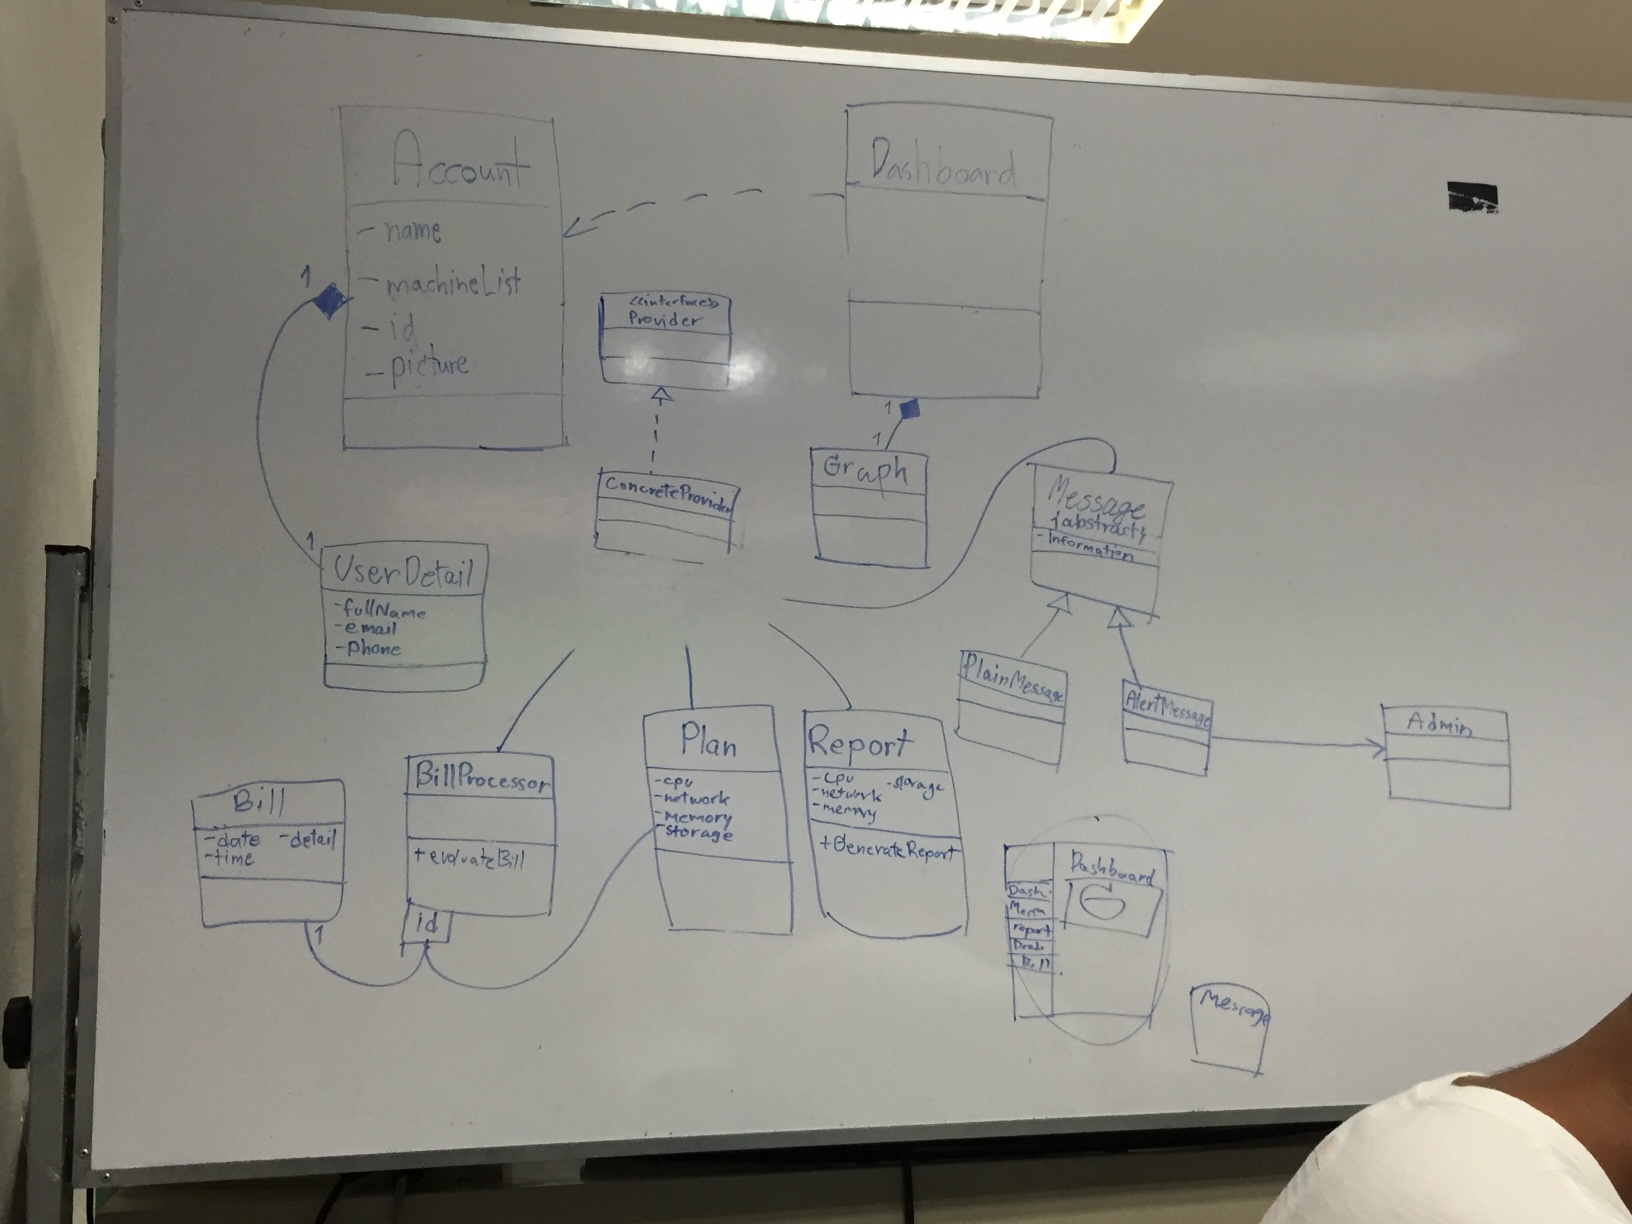 Account
- name
- machineList
- id
- picture
Dashboard
<<interface>>
Provider
ConcreteProvider
1
1
1
1
Graph
Message
{abstract}
- Information
UserDetail
- fullName
- email
- phone
PlainMessage
AlertMessage
Admin
Bill
- date - detail
- time
1
BillProcessor
+ evaluateBill
id
Plan
- cpu
- network
- Memory
- storage
Report
- cpu - storage
- network
- memory
+ GenerateReport
Dashboard
Dash.
report
Bill
Message